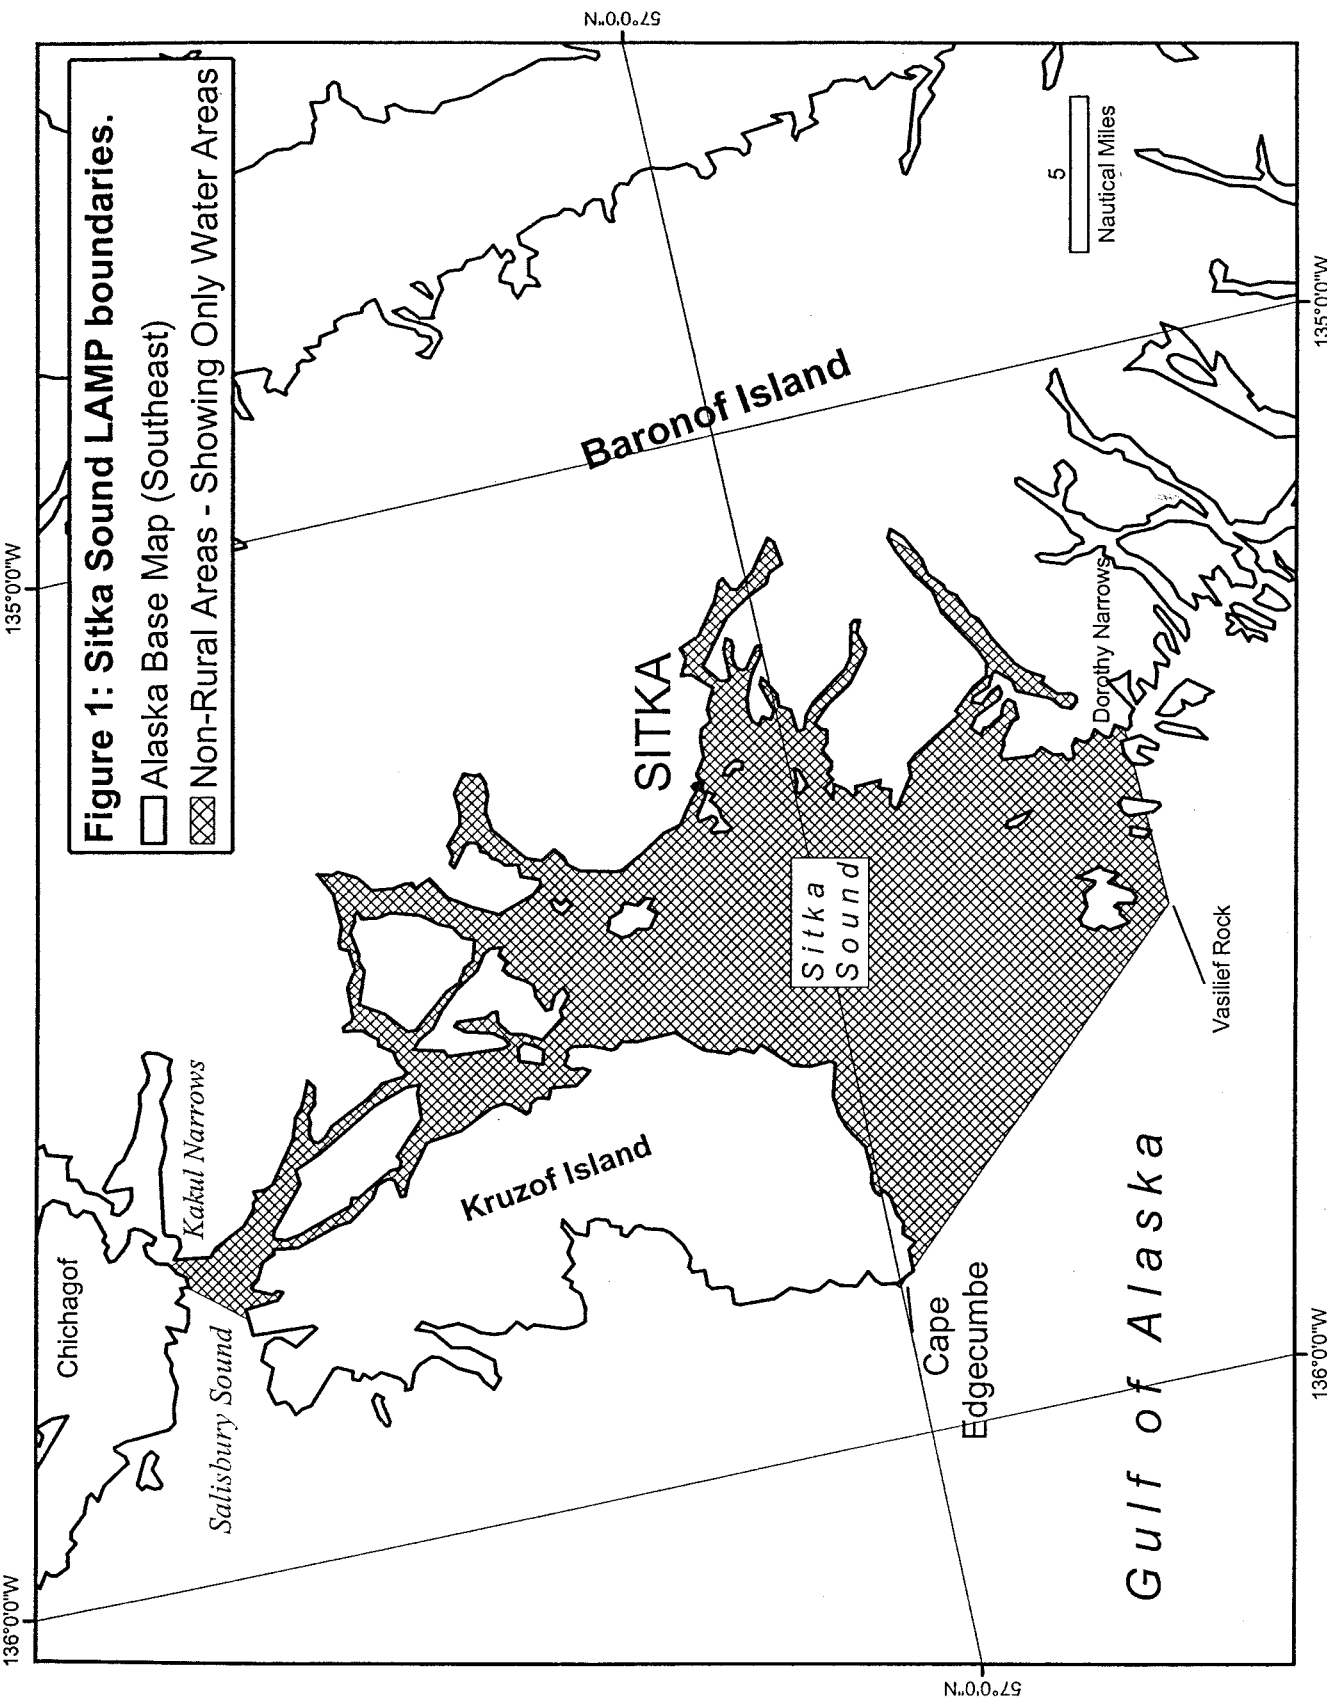 Figure 1: Sitka Sound LAMP boundaries.
Alaska Base Map (Southeast)
Non-Rural Areas - Showing Only Water Areas
136°0'0"W
135°0'0"W
57°0'0"N
57°0'0"N
136°0'0"W
135°0'0"W
Chichagof
Kakul Narrows
Salisbury Sound
Kruzof Island
SITKA
Baronof Island
Sitka
Sound
Cape
Edgecumbe
Dorothy Narrows
Vasilief Rock
Gulf of Alaska
5
Nautical Miles